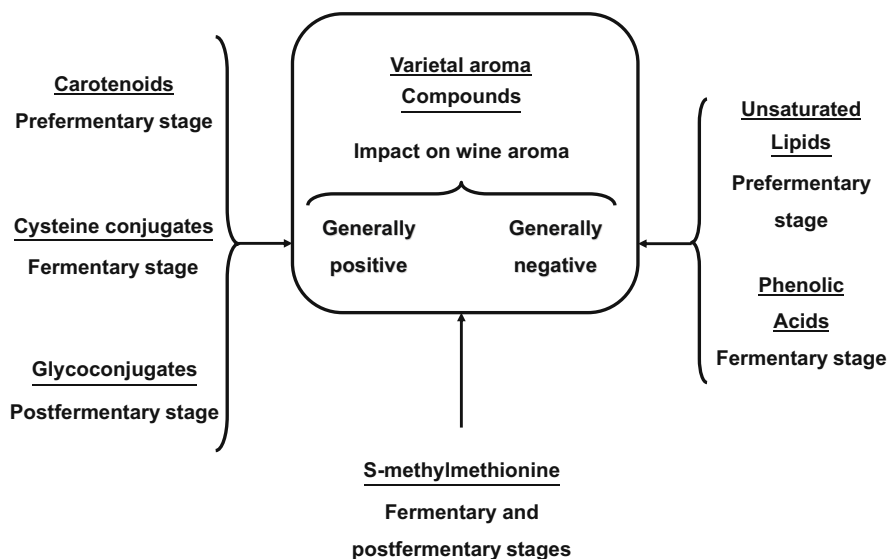 Carotenoids
Prefermentary stage
Cysteine conjugates
Fermentary stage
Glycoconjugates
Postfermentary stage
Varietal aroma
Compounds
Impact on wine aroma
Generally
positive
Generally
negative
Unsaturated
Lipids
Prefermentary
stage
Phenolic
Acids
Fermentary stage
S-methylmethionine
Fermentary and
postfermentary stages